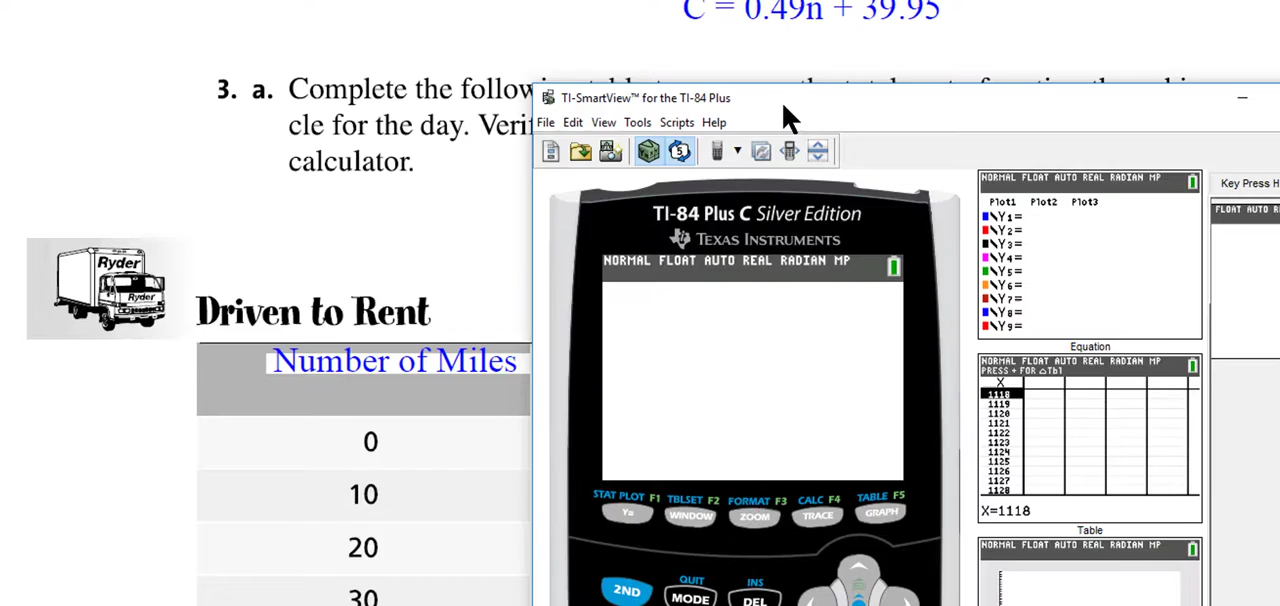 C = 0.49n + 39.95
3. a. Complete the follow
cle for the day. Verif
calculator.
Ryder
Ryder
Driven to Rent
Number of Miles
0
10
20
30
TI-SmartView™ for the TI-84 Plus
File Edit View Tools Scripts Help
TI-84 Plus C Silver Edition
TEXAS INSTRUMENTS
NORMAL FLOAT AUTO REAL RADIAN MP
STAT PLOT F1 TBLSET F2 FORMAT F3 CALC F4 TABLE F5
Y= WINDOW ZOOM TRACE GRAPH
QUIT INS
2ND MODE DEL
NORMAL FLOAT AUTO REAL RADIAN MP
Plot1 Plot2 Plot3
\Y1=
\Y2=
\Y3=
\Y4=
\Y5=
\Y6=
\Y7=
\Y8=
\Y9=
Equation
NORMAL FLOAT AUTO REAL RADIAN MP
PRESS + FOR △Tbl
X
1118
1119
1120
1121
1122
1123
1124
1125
1126
1127
1128
X=1118
Table
NORMAL FLOAT AUTO REAL RADIAN MP
Key Press H
FLOAT AUTO R